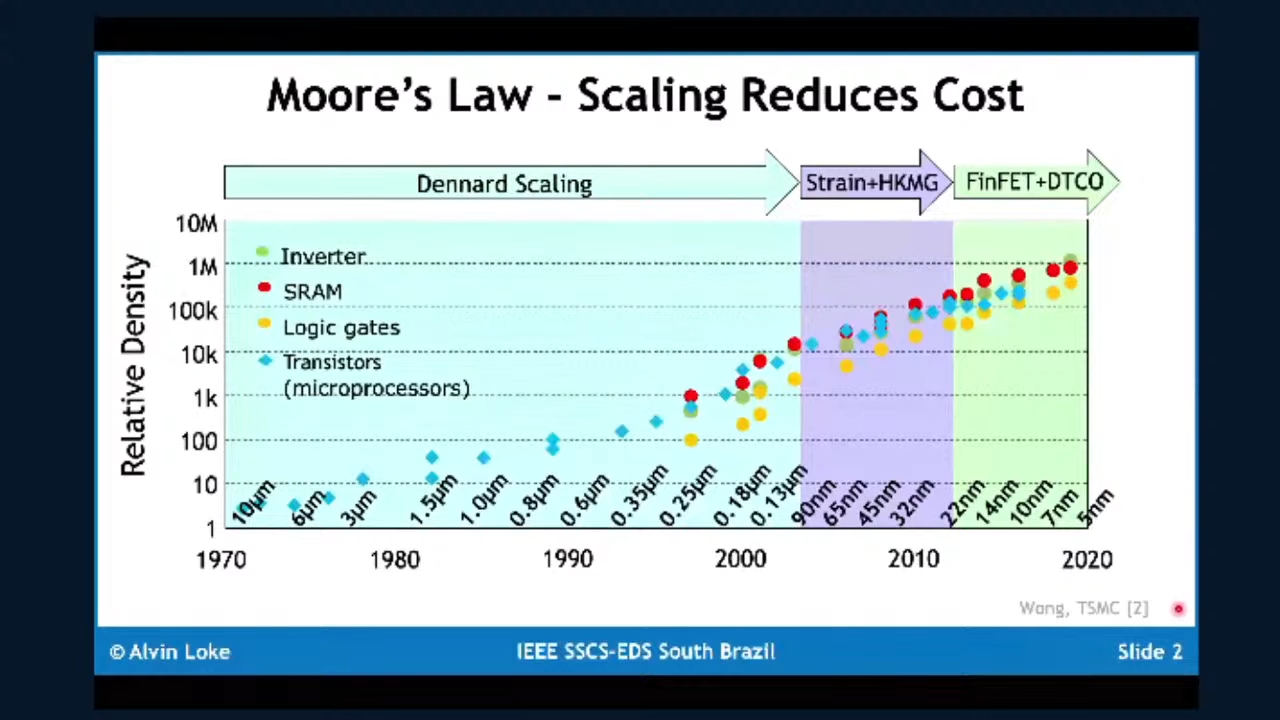 Moore's Law - Scaling Reduces Cost
Dennard Scaling
Strain+HKMG
FinFET+DTCO
Relative Density
10M
1M
100k
10k
1k
100
10
1
Inverter
SRAM
Logic gates
Transistors
(microprocessors)
10µm
6µm
3µm
1.5µm
1.0µm
0.8µm
0.6µm
0.35µm
0.25µm
0.18µm
0.13µm
90nm
65nm
45nm
32nm
22nm
14nm
10nm
7nm
5nm
1970 1980 1990 2000 2010 2020
Wong, TSMC [2]
© Alvin Loke IEEE SSCS-EDS South Brazil Slide 2